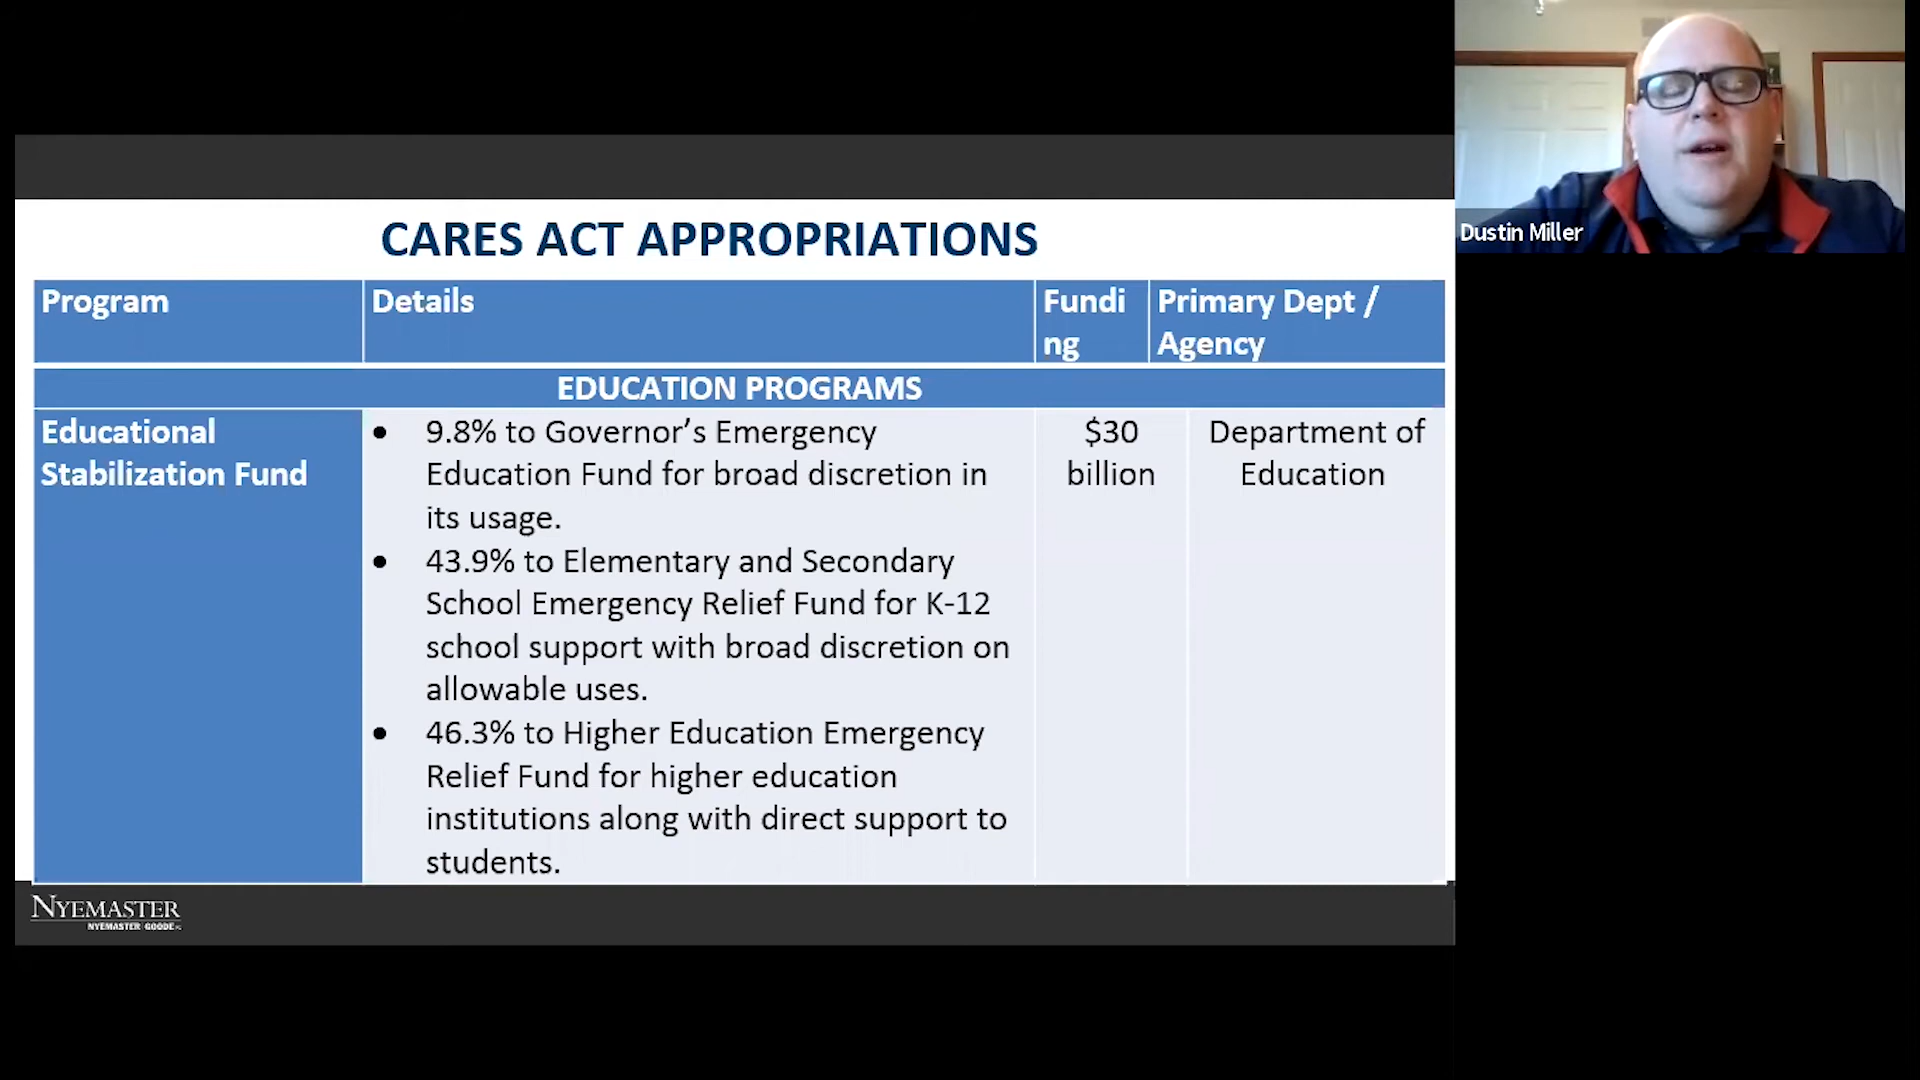 CARES ACT APPROPRIATIONS
Program
Details
Fundi
ng
Primary Dept /
Agency
EDUCATION PROGRAMS
Educational
Stabilization Fund
• 9.8% to Governor’s Emergency
Education Fund for broad discretion in
its usage.
• 43.9% to Elementary and Secondary
School Emergency Relief Fund for K-12
school support with broad discretion on
allowable uses.
• 46.3% to Higher Education Emergency
Relief Fund for higher education
institutions along with direct support to
students.
$30
billion
Department of
Education
NYEMASTER
NYEMASTER GOODE PC
Dustin Miller